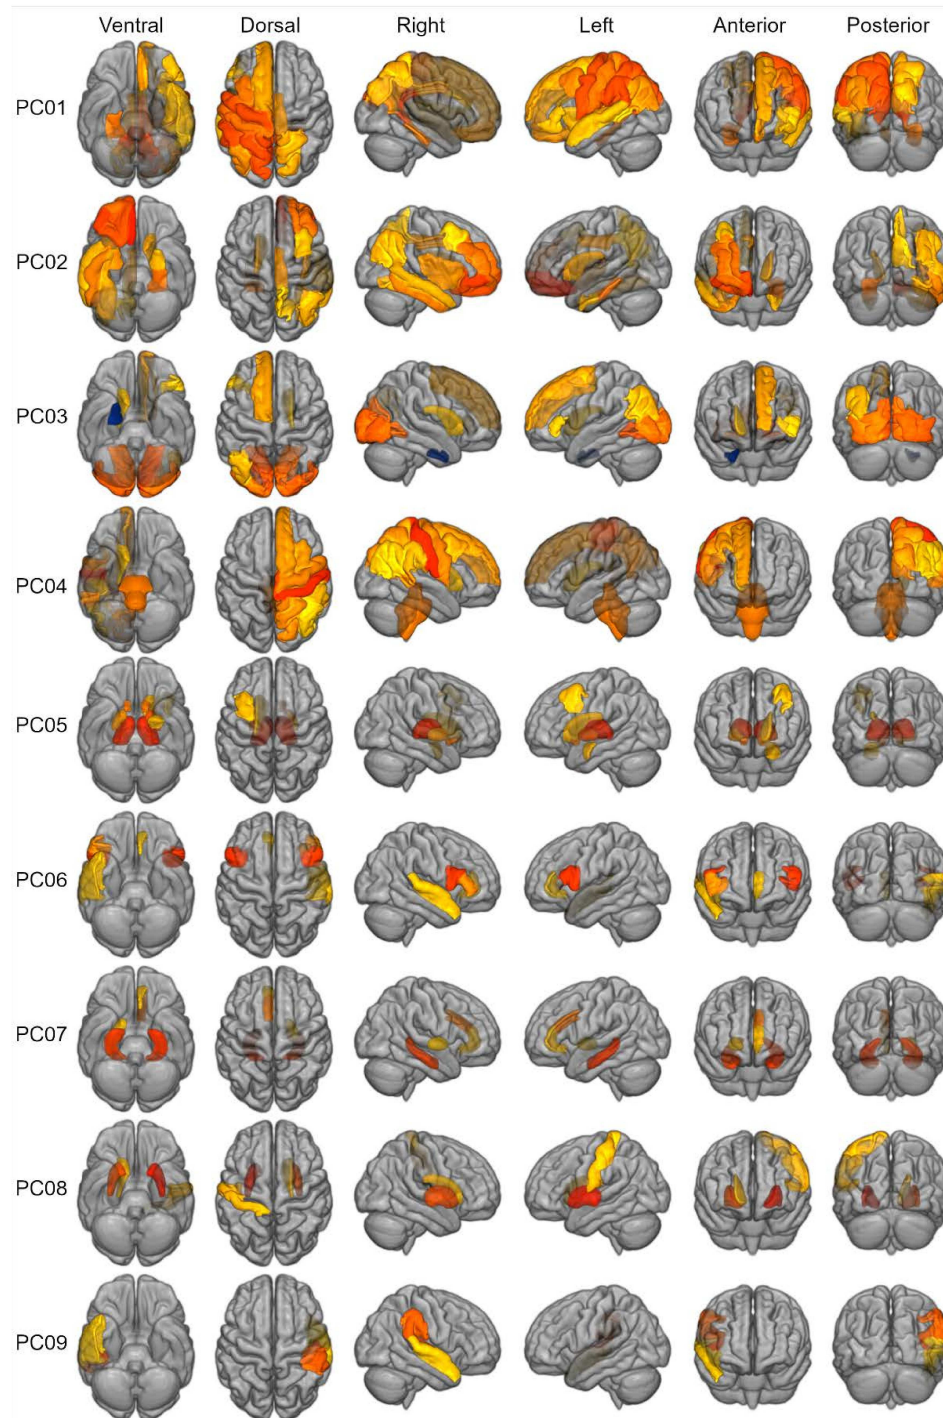 Ventral Dorsal Right Left Anterior Posterior
PC01
PC02
PC03
PC04
PC05
PC06
PC07
PC08
PC09